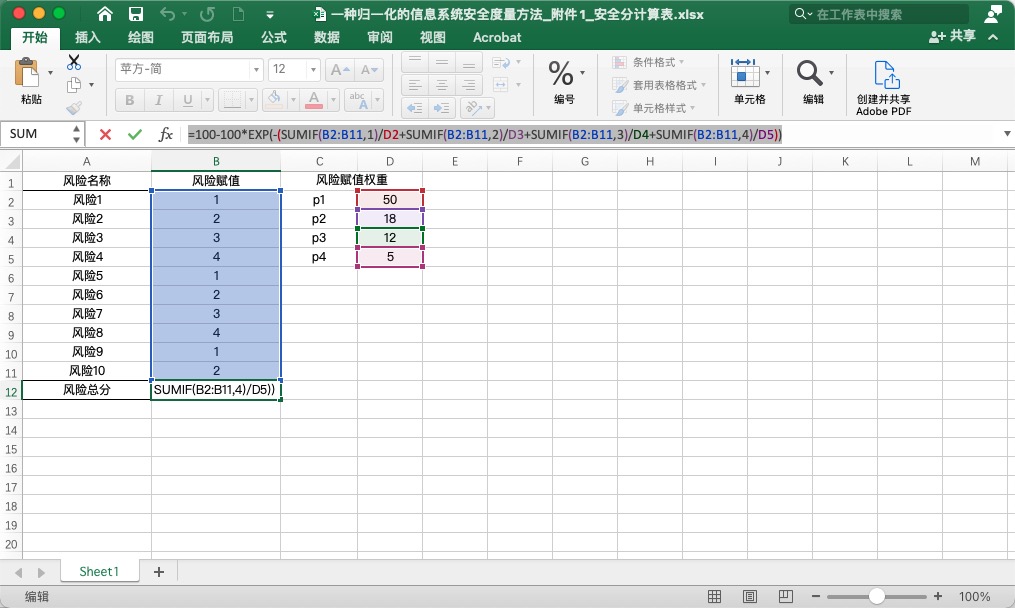 一种归一化的信息系统安全度量方法_附件1_安全分计算表.xlsx
在工作表中搜索
开始 插入 绘图 页面布局 公式 数据 审阅 视图 Acrobat 共享
粘贴
苹方-简 12
B I U
A
A
abc A
%
编号
条件格式
套用表格格式
单元格样式
单元格
编辑
创建并共享
Adobe PDF
SUM fx =100-100*EXP(-(SUMIF(B2:B11,1)/D2+SUMIF(B2:B11,2)/D3+SUMIF(B2:B11,3)/D4+SUMIF(B2:B11,4)/D5))
A B C D E F G H I J K L M
1 风险名称 风险赋值 风险赋值权重
2 风险1 1 p1 50
3 风险2 2 p2 18
4 风险3 3 p3 12
5 风险4 4 p4 5
6 风险5 1
7 风险6 2
8 风险7 3
9 风险8 4
10 风险9 1
11 风险10 2
12 风险总分 SUMIF(B2:B11,4)/D5))
13
14
15
16
17
18
19
20
Sheet1 +
编辑 100%